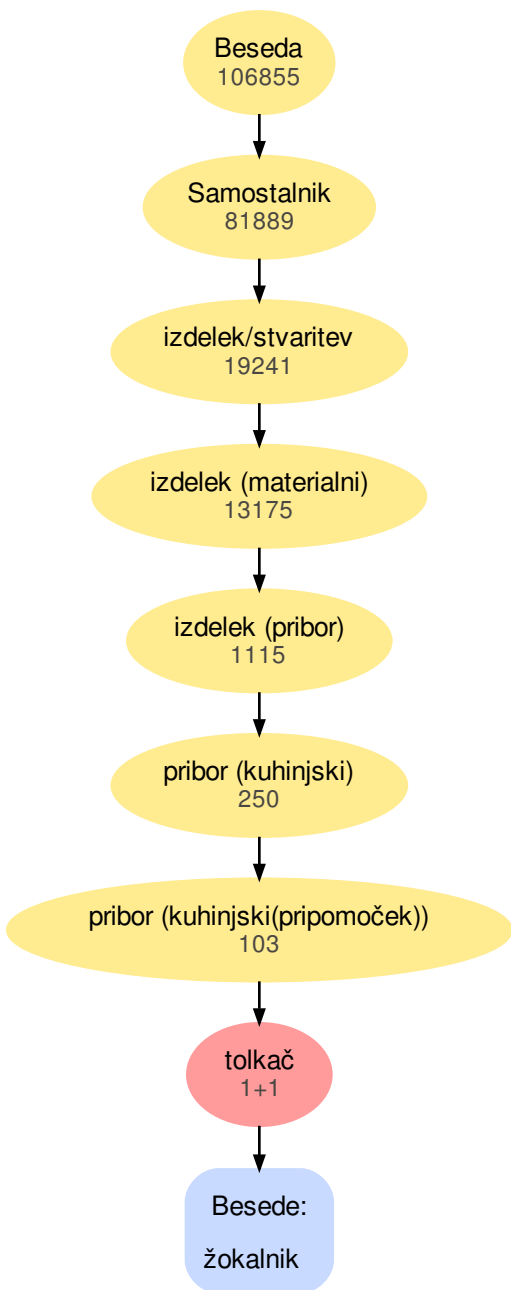 Beseda
106855
Samostalnik
81889
izdelek/stvaritev
19241
izdelek (materialni)
13175
izdelek (pribor)
1115
pribor (kuhinjski)
250
pribor (kuhinjski(pripomoček))
103
tolkač
1+1
Besede:
žokalnik